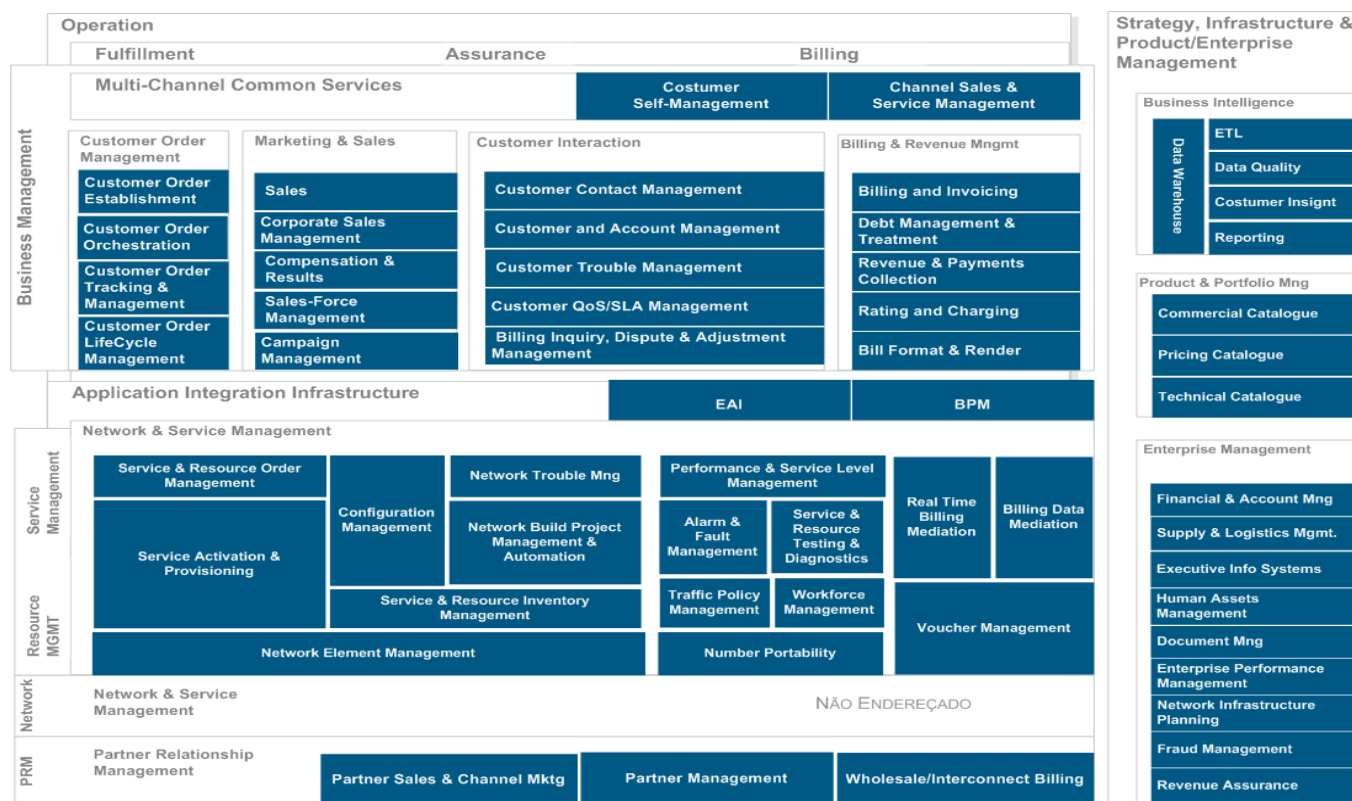 Operation
Fulfillment
Assurance
Billing
Business Management
Multi-Channel Common Services
Costumer
Self-Management
Channel Sales &
Service Management
Customer Order
Management
Customer Order
Establishment
Customer Order
Orchestration
Customer Order
Tracking &
Management
Customer Order
LifeCycle
Management
Marketing & Sales
Sales
Corporate Sales
Management
Compensation &
Results
Sales-Force
Management
Campaign
Management
Customer Interaction
Customer Contact Management
Customer and Account Management
Customer Trouble Management
Customer QoS/SLA Management
Billing Inquiry, Dispute & Adjustment
Management
Billing & Revenue Mngmt
Billing and Invoicing
Debt Management &
Treatment
Revenue & Payments
Collection
Rating and Charging
Bill Format & Render
Application Integration Infrastructure
EAI
BPM
Service
Management
Resource
MGMT
Network & Service Management
Service & Resource Order
Management
Service Activation &
Provisioning
Configuration
Management
Network Trouble Mng
Network Build Project
Management &
Automation
Service & Resource Inventory
Management
Network Element Management
Performance & Service Level
Management
Alarm &
Fault
Management
Service &
Resource
Testing &
Diagnostics
Traffic Policy
Management
Workforce
Management
Number Portability
Real Time
Billing
Mediation
Billing Data
Mediation
Voucher Management
Network
Network & Service
Management
NÃO ENDEREÇADO
PRM
Partner Relationship
Management
Partner Sales & Channel Mktg
Partner Management
Wholesale/Interconnect Billing
Strategy, Infrastructure &
Product/Enterprise
Management
Business Intelligence
Data Warehouse
ETL
Data Quality
Costumer Insignt
Reporting
Product & Portfolio Mng
Commercial Catalogue
Pricing Catalogue
Technical Catalogue
Enterprise Management
Financial & Account Mng
Supply & Logistics Mgmt.
Executive Info Systems
Human Assets
Management
Document Mng
Enterprise Performance
Management
Network Infrastructure
Planning
Fraud Management
Revenue Assurance